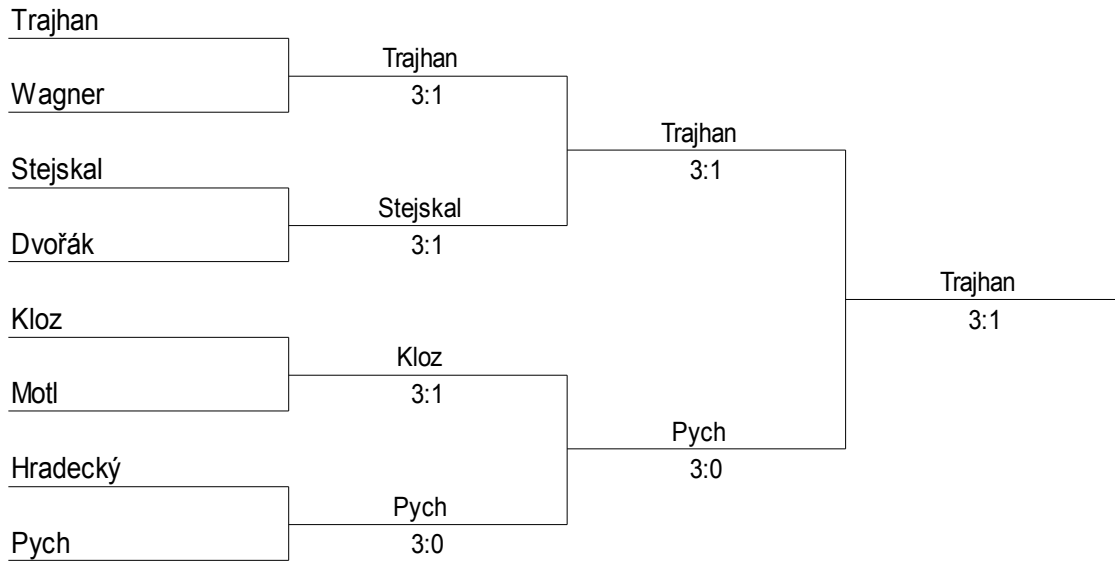 Trajhan
Wagner
Stejskal
Dvořák
Kloz
Motl
Hradecký
Pych
Trajhan
3:1
Stejskal
3:1
Kloz
3:1
Pych
3:0
Trajhan
3:1
Pych
3:0
Trajhan
3:1